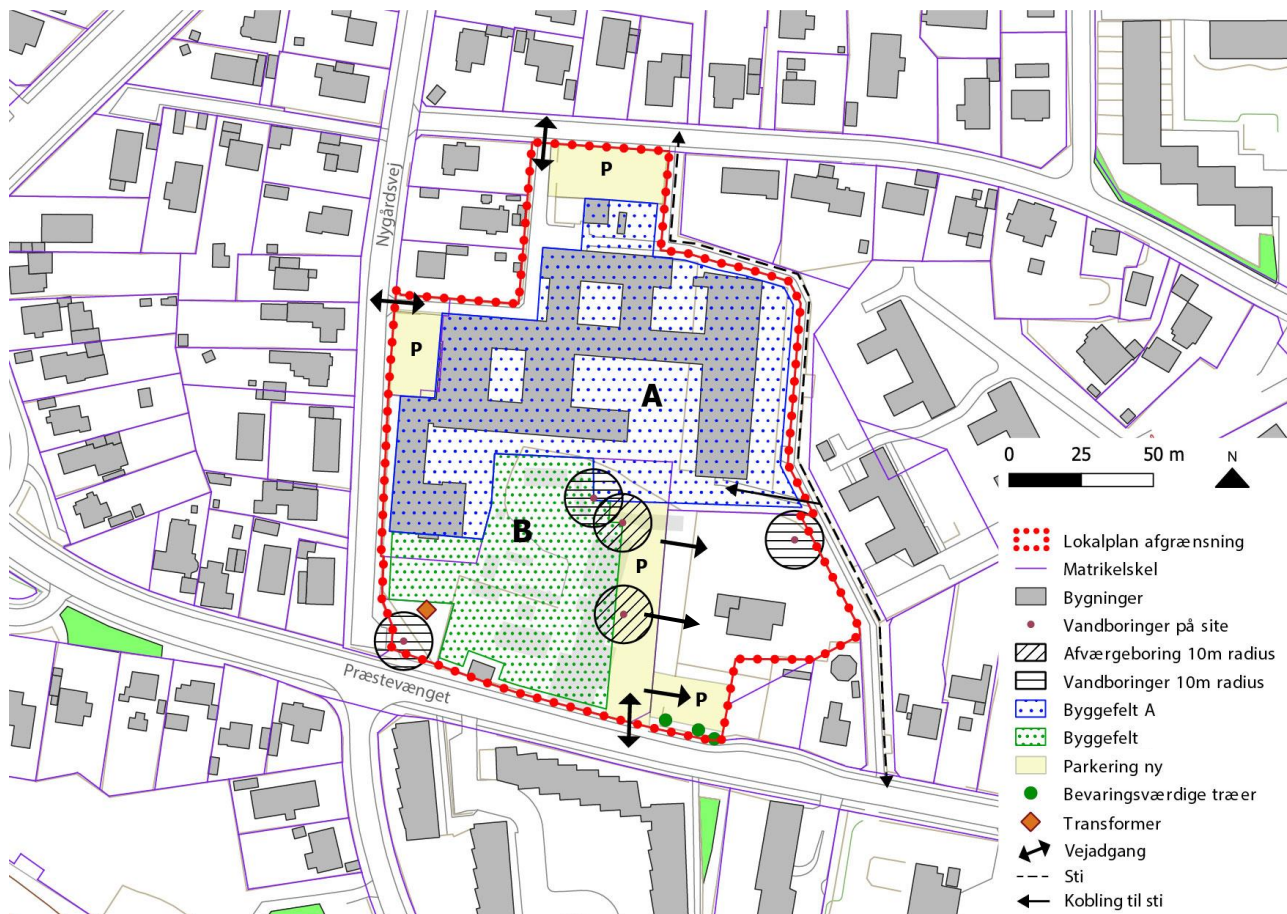 P
Nygårdsvej
P
A
B
P
P
Præstevænget
0 25 50 m N
Lokalplan afgrænsning
Matrikelskel
Bygninger
Vandboringer på site
Afværgeboring 10m radius
Vandboringer 10m radius
Byggefelt A
Byggefelt
Parkering ny
Bevaringsværdige træer
Transformer
Vejadgang
Sti
Kobling til sti